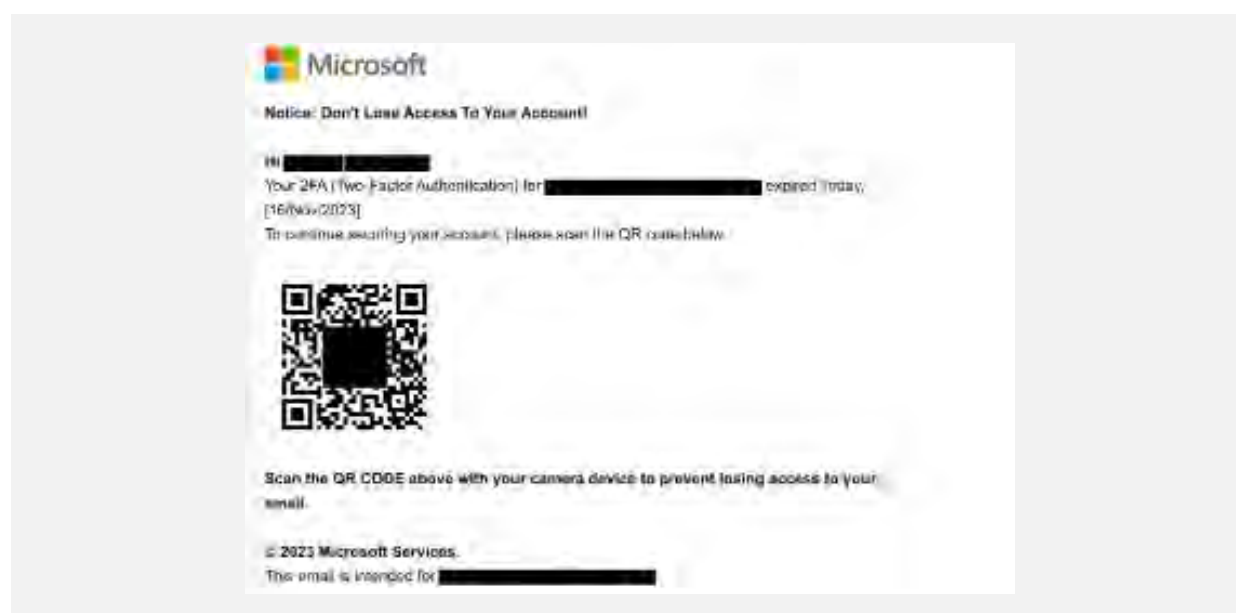 Microsoft
Notice: Don't Lose Access To Your Account!
Hi
Your 2FA (Two-Factor Authentication) for expired Today,
[16/Nov/2023]
To continue securing your account, please scan the QR code below
Scan the QR CODE above with your camera device to prevent losing access to your
email.
© 2023 Microsoft Services.
This email is intended for